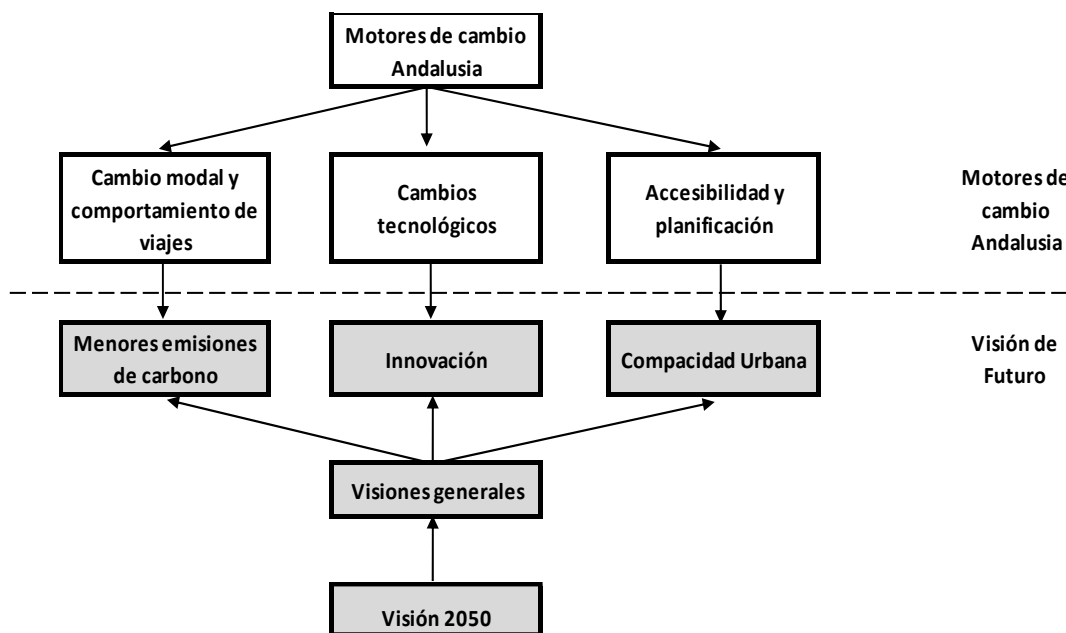 Motores de cambio
Andalusia
Cambio modal y
comportamiento de
viajes
Cambios
tecnológicos
Accesibilidad y
planificación
Motores de
cambio
Andalusia
Menores emisiones
de carbono
Innovación
Compacidad Urbana
Visión de
Futuro
Visiones generales
Visión 2050